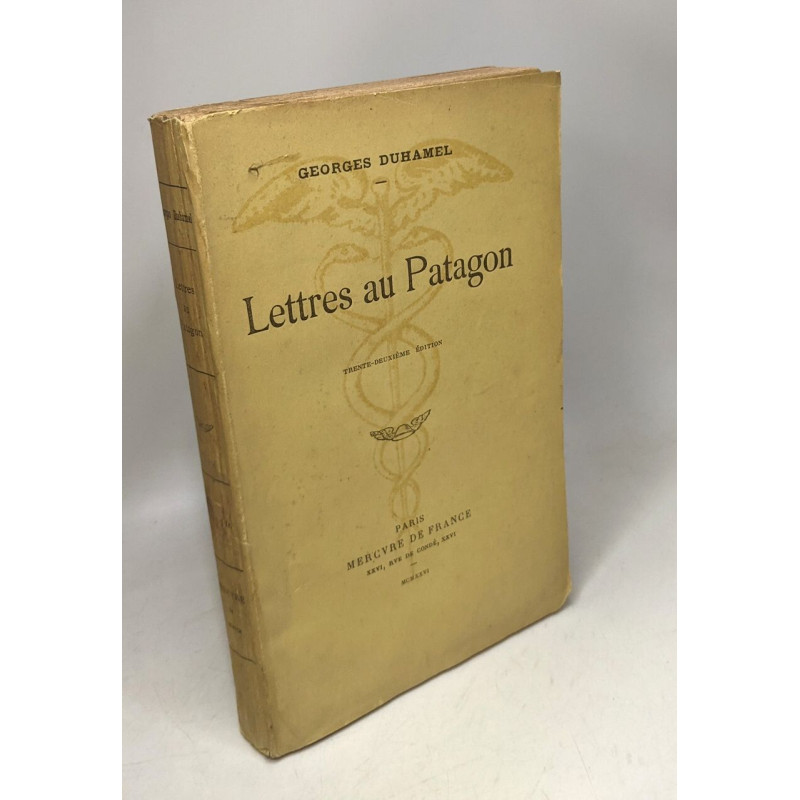 GEORGES DUHAMEL
Lettres au Patagon
TRENTE-DEUXIÈME ÉDITION
PARIS
MERCVRE DE FRANCE
XXVI, RVE DE CONDÉ, XXVI
MCMXXVI